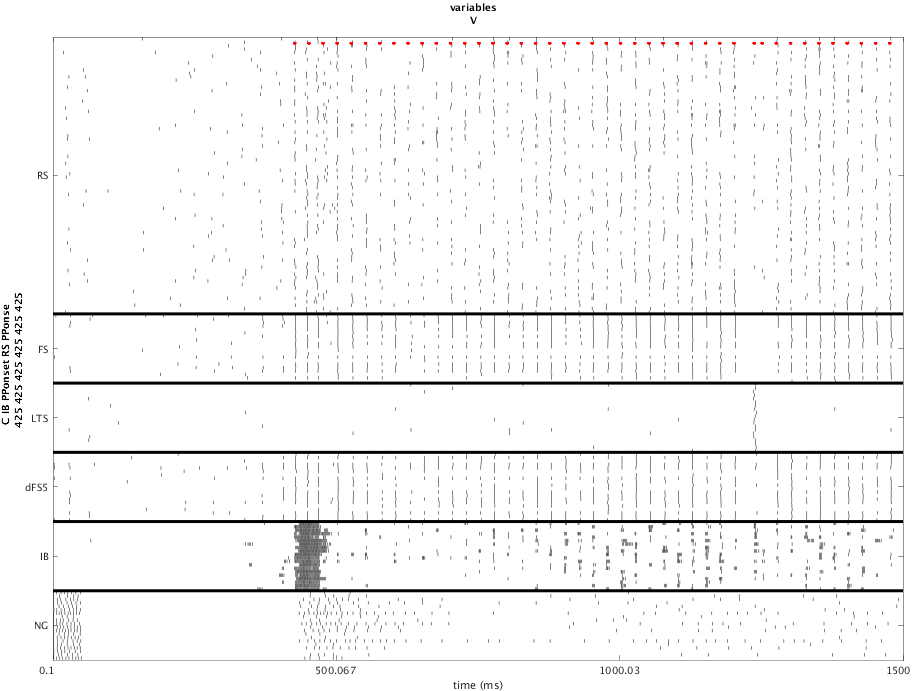 variables
V
C IB PPonset RS PPonse
425 425 425 425 425 425
RS
FS
LTS
dFS5
IB
NG
0.1
500.067
1000.03
1500
time (ms)